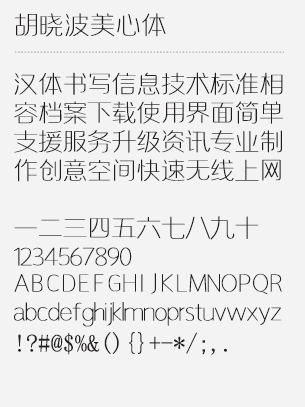 胡晓波美心体
汉体书写信息技术标准相
容档案下载使用界面简单
支援服务升级资讯专业制
作创意空间快速无线上网
一二三四五六七八九十
1234567890
ABCDEFGHIJKLMNOPQR
abcdefghijklmnoprstuvwxyz
!?#@$%&(){}+-*/;,.